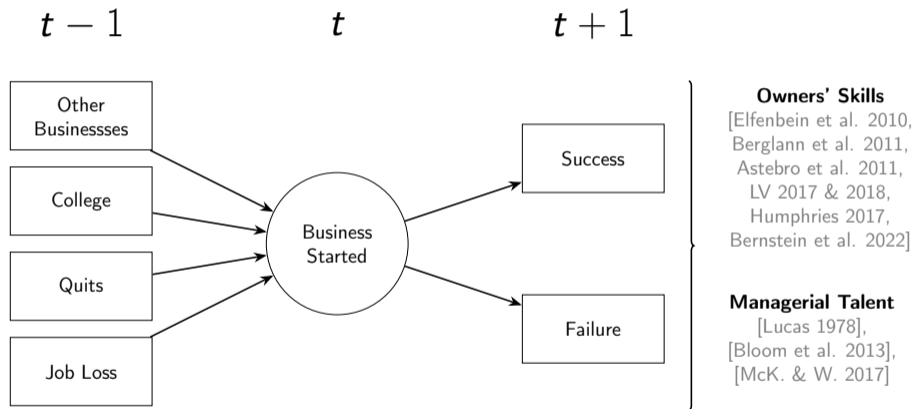 t − 1
t
t + 1
Other
Businessses
College
Quits
Job Loss
Business
Started
Success
Failure
Owners' Skills
[Elfenbein et al. 2010,
Berglann et al. 2011,
Astebro et al. 2011,
LV 2017 & 2018,
Humphries 2017,
Bernstein et al. 2022]
Managerial Talent
[Lucas 1978],
[Bloom et al. 2013],
[McK. & W. 2017]